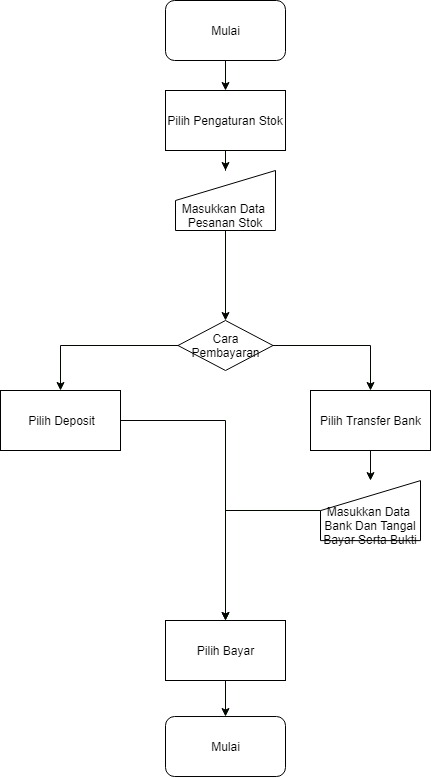 Mulai
Pilih Pengaturan Stok
Masukkan Data
Pesanan Stok
Cara
Pembayaran
Pilih Deposit
Pilih Transfer Bank
Masukkan Data
Bank Dan Tangal
Bayar Serta Bukti
Pilih Bayar
Mulai